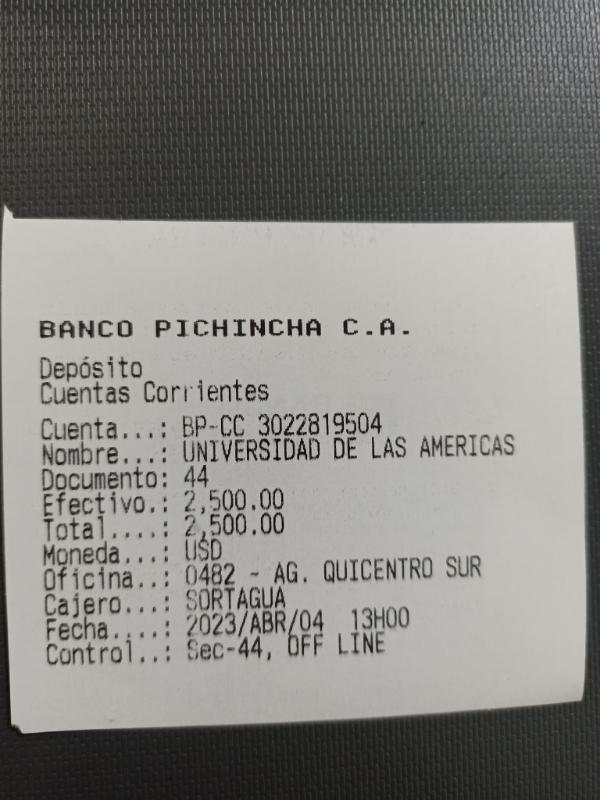 BANCO PICHINCHA C.A.
Depósito
Cuentas Corrientes
Cuenta...: BP-CC 3022819504
Nombre...: UNIVERSIDAD DE LAS AMERICAS
Documento: 44
Efectivo.: 2,500.00
Total....: 2,500.00
Moneda...: USD
Oficina..: 0482 - AG. QUICENTRO SUR
Cajero...: SORTAGUA
Fecha....: 2023/ABR/04 13H00
Control..: Sec-44, OFF LINE